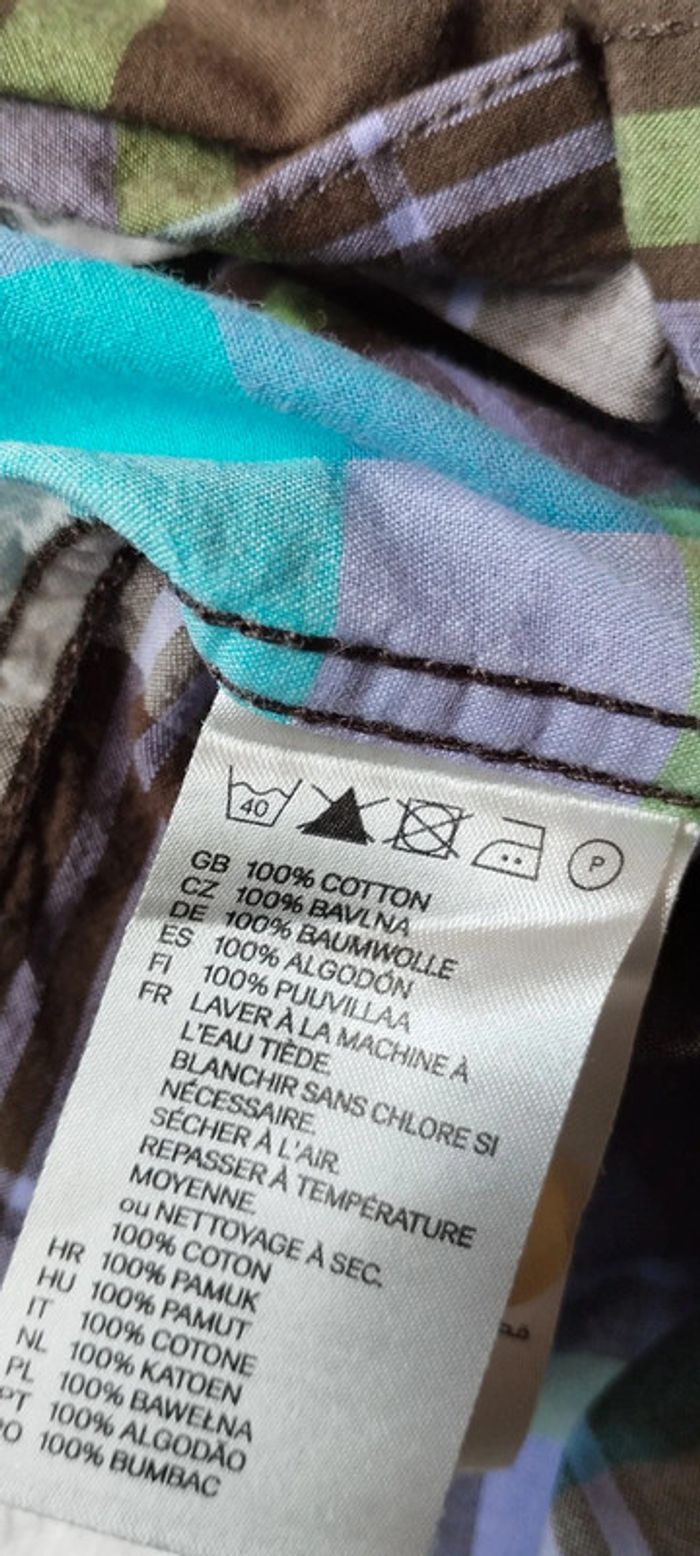 40
P
GB 100% COTTON
CZ 100% BAVLNA
DE 100% BAUMWOLLE
ES 100% ALGODÓN
FI 100% PUUVILLAA
FR LAVER À LA MACHINE À
L'EAU TIÈDE.
BLANCHIR SANS CHLORE SI
NÉCESSAIRE.
SÉCHER À L'AIR.
REPASSER À TEMPÉRATURE
MOYENNE.
ou NETTOYAGE À SEC.
100% COTON
HR 100% PAMUK
HU 100% PAMUT
IT 100% COTONE
NL 100% KATOEN
PL 100% BAWEŁNA
PT 100% ALGODÃO
100% BUMBAC